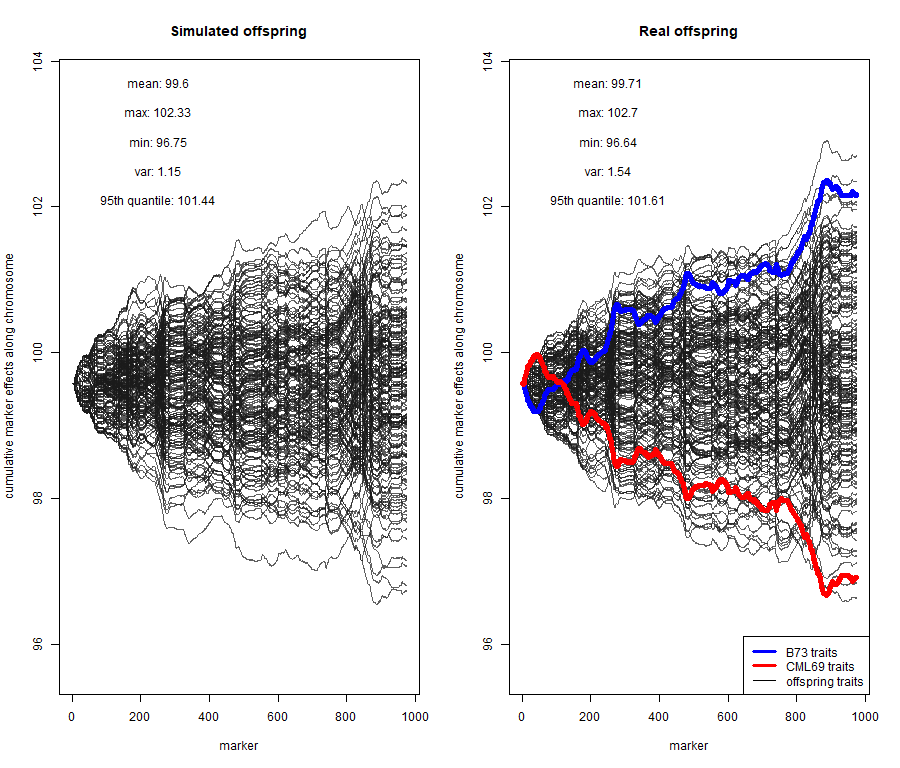 Simulated offspring
cumulative marker effects along chromosome
104
102
100
98
96
mean: 99.6
max: 102.33
min: 96.75
var: 1.15
95th quantile: 101.44
0 200 400 600 800 1000
marker
Real offspring
cumulative marker effects along chromosome
104
102
100
98
96
mean: 99.71
max: 102.7
min: 96.64
var: 1.54
95th quantile: 101.61
B73 traits
CML69 traits
offspring traits
0 200 400 600 800 1000
marker